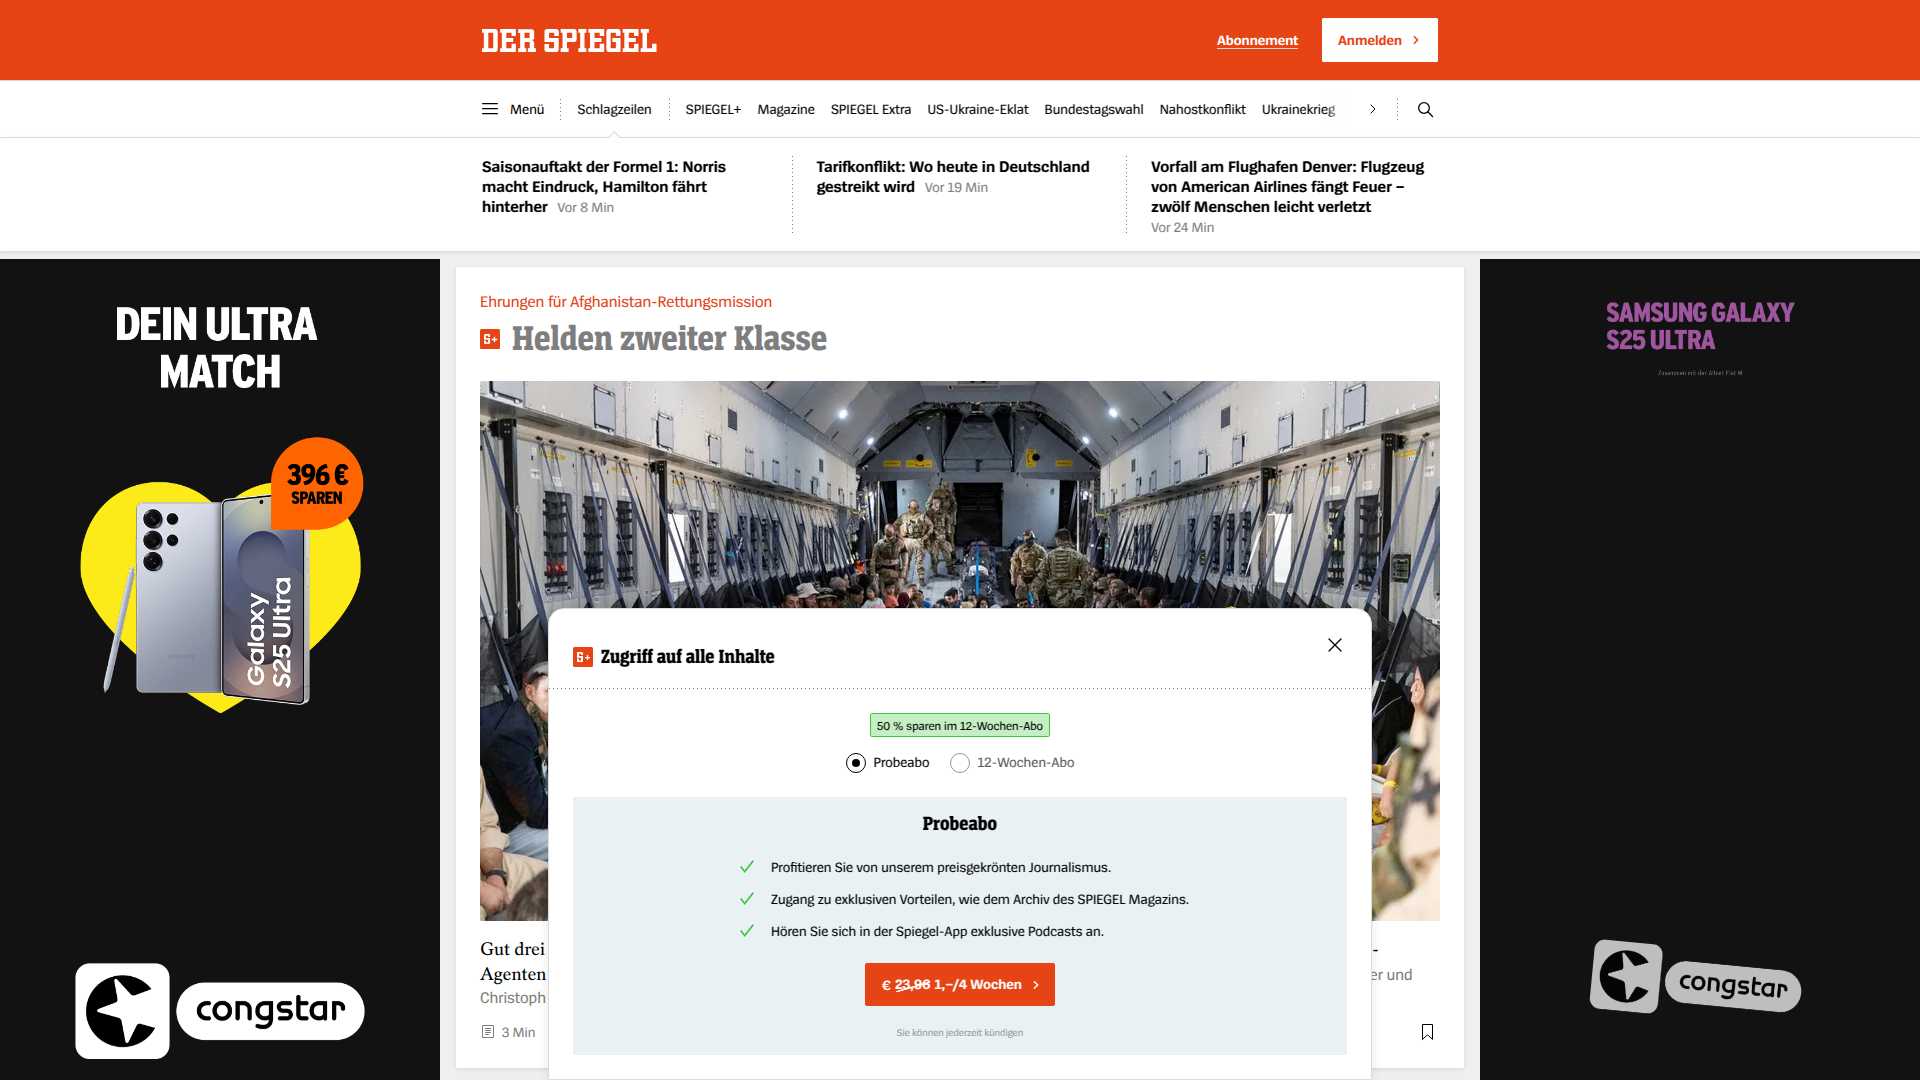 DER SPIEGEL
Abonnement
Anmelden
Menü
Schlagzeilen
SPIEGEL+
Magazine
SPIEGEL Extra
US-Ukraine-Eklat
Bundestagswahl
Nahostkonflikt
Ukrainekrieg
Saisonauftakt der Formel 1: Norris
macht Eindruck, Hamilton fährt
hinterher Vor 8 Min
Tarifkonflikt: Wo heute in Deutschland
gestreikt wird Vor 19 Min
Vorfall am Flughafen Denver: Flugzeug
von American Airlines fängt Feuer –
zwölf Menschen leicht verletzt
Vor 24 Min
DEIN ULTRA
MATCH
396 €
SPAREN
Galaxy
S25 Ultra
congstar
Ehrungen für Afghanistan-Rettungsmission
S+ Helden zweiter Klasse
S+ Zugriff auf alle Inhalte
50 % sparen im 12-Wochen-Abo
Probeabo
12-Wochen-Abo
Probeabo
Profitieren Sie von unserem preisgekrönten Journalismus.
Zugang zu exklusiven Vorteilen, wie dem Archiv des SPIEGEL Magazins.
Hören Sie sich in der Spiegel-App exklusive Podcasts an.
€ 23,96 1,–/4 Wochen
Sie können jederzeit kündigen
Gut drei
Agenten
Christoph
er und
3 Min
SAMSUNG GALAXY
S25 ULTRA
congstar